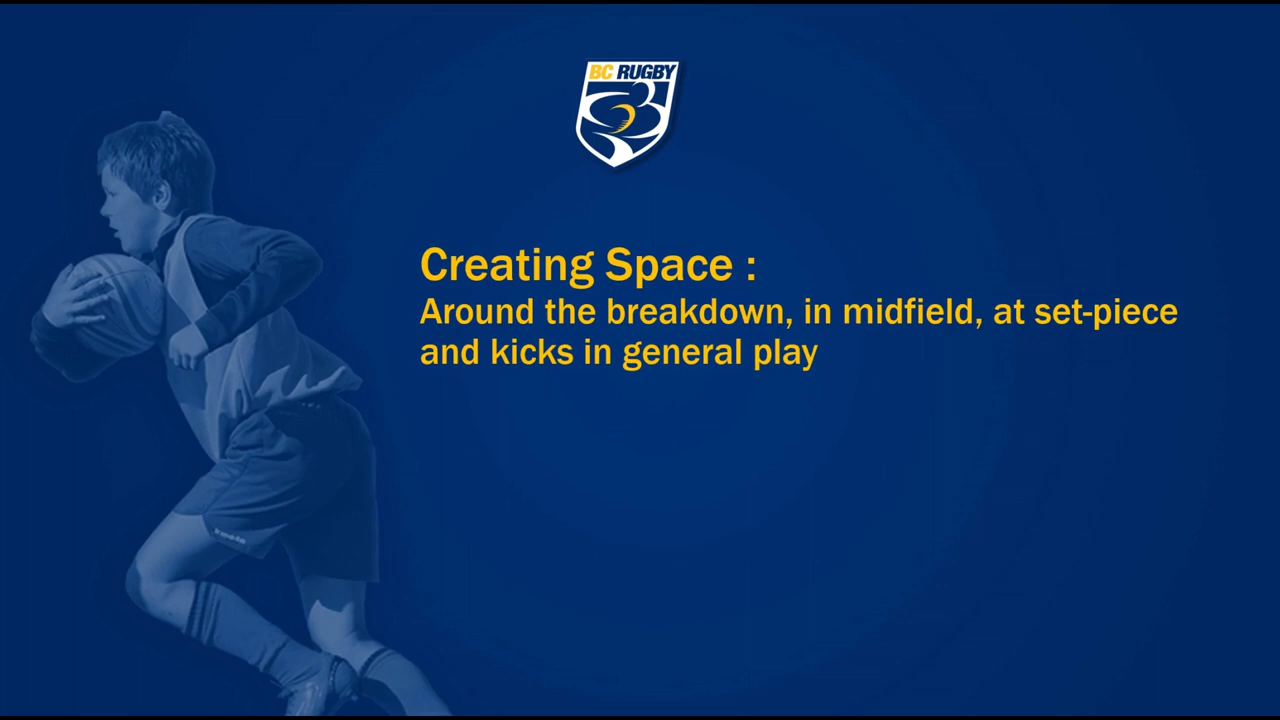 BC RUGBY
Creating Space :
Around the breakdown, in midfield, at set-piece
and kicks in general play